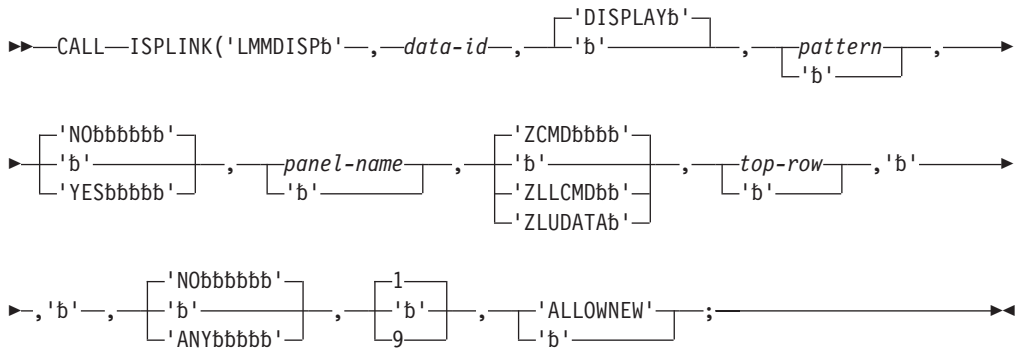 'DISPLAYƀ'
CALL ISPLINK('LMMDISPƀ' , data-id , 'ƀ' , pattern ,
'ƀ'
'NOƀƀƀƀƀƀ' 'ZCMDƀƀƀƀ'
'ƀ' , panel-name , 'ƀ' , top-row ,'ƀ'
'YESƀƀƀƀƀ' 'ƀ' 'ZLLCMDƀƀ' 'ƀ'
'ZLUDATAƀ'
'NOƀƀƀƀƀƀ' 1
,'ƀ' , 'ƀ' , 'ƀ' , 'ALLOWNEW' ;
'ANYƀƀƀƀƀ' 9 'ƀ'